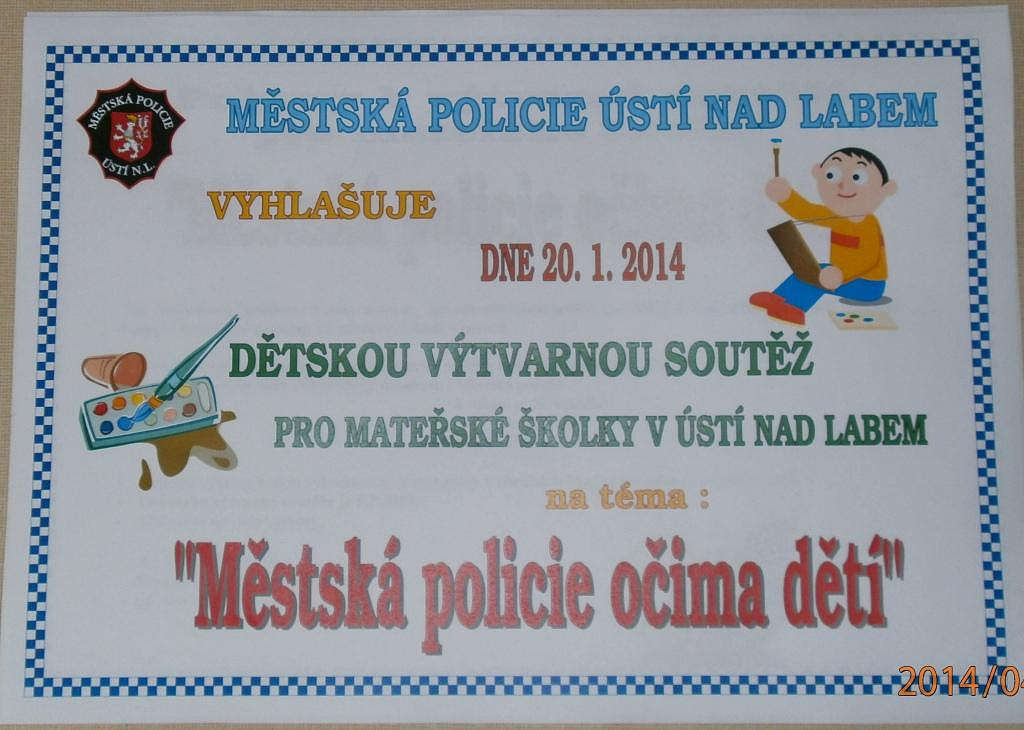 MĚSTSKÁ POLICIE
ÚSTÍ N.L.
MĚSTSKÁ POLICIE ÚSTÍ NAD LABEM
VYHLAŠUJE
DNE 20. 1. 2014
DĚTSKOU VÝTVARNOU SOUTĚŽ
PRO MATEŘSKÉ ŠKOLKY V ÚSTÍ NAD LABEM
na téma :
"Městská policie očima dětí"
2014/04